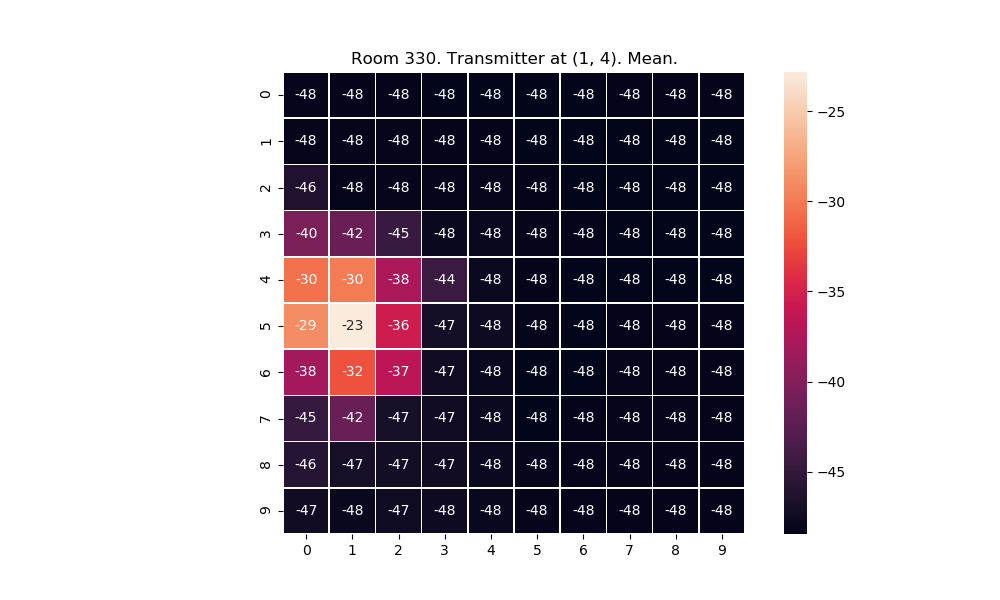 Room 330. Transmitter at (1, 4). Mean.
0 -48 -48 -48 -48 -48 -48 -48 -48 -48 -48
1 -48 -48 -48 -48 -48 -48 -48 -48 -48 -48
2 -46 -48 -48 -48 -48 -48 -48 -48 -48 -48
3 -40 -42 -45 -48 -48 -48 -48 -48 -48 -48
4 -30 -30 -38 -44 -48 -48 -48 -48 -48 -48
5 -29 -23 -36 -47 -48 -48 -48 -48 -48 -48
6 -38 -32 -37 -47 -48 -48 -48 -48 -48 -48
7 -45 -42 -47 -47 -48 -48 -48 -48 -48 -48
8 -46 -47 -47 -47 -48 -48 -48 -48 -48 -48
9 -47 -48 -47 -48 -48 -48 -48 -48 -48 -48
0 1 2 3 4 5 6 7 8 9
−25
−30
−35
−40
−45